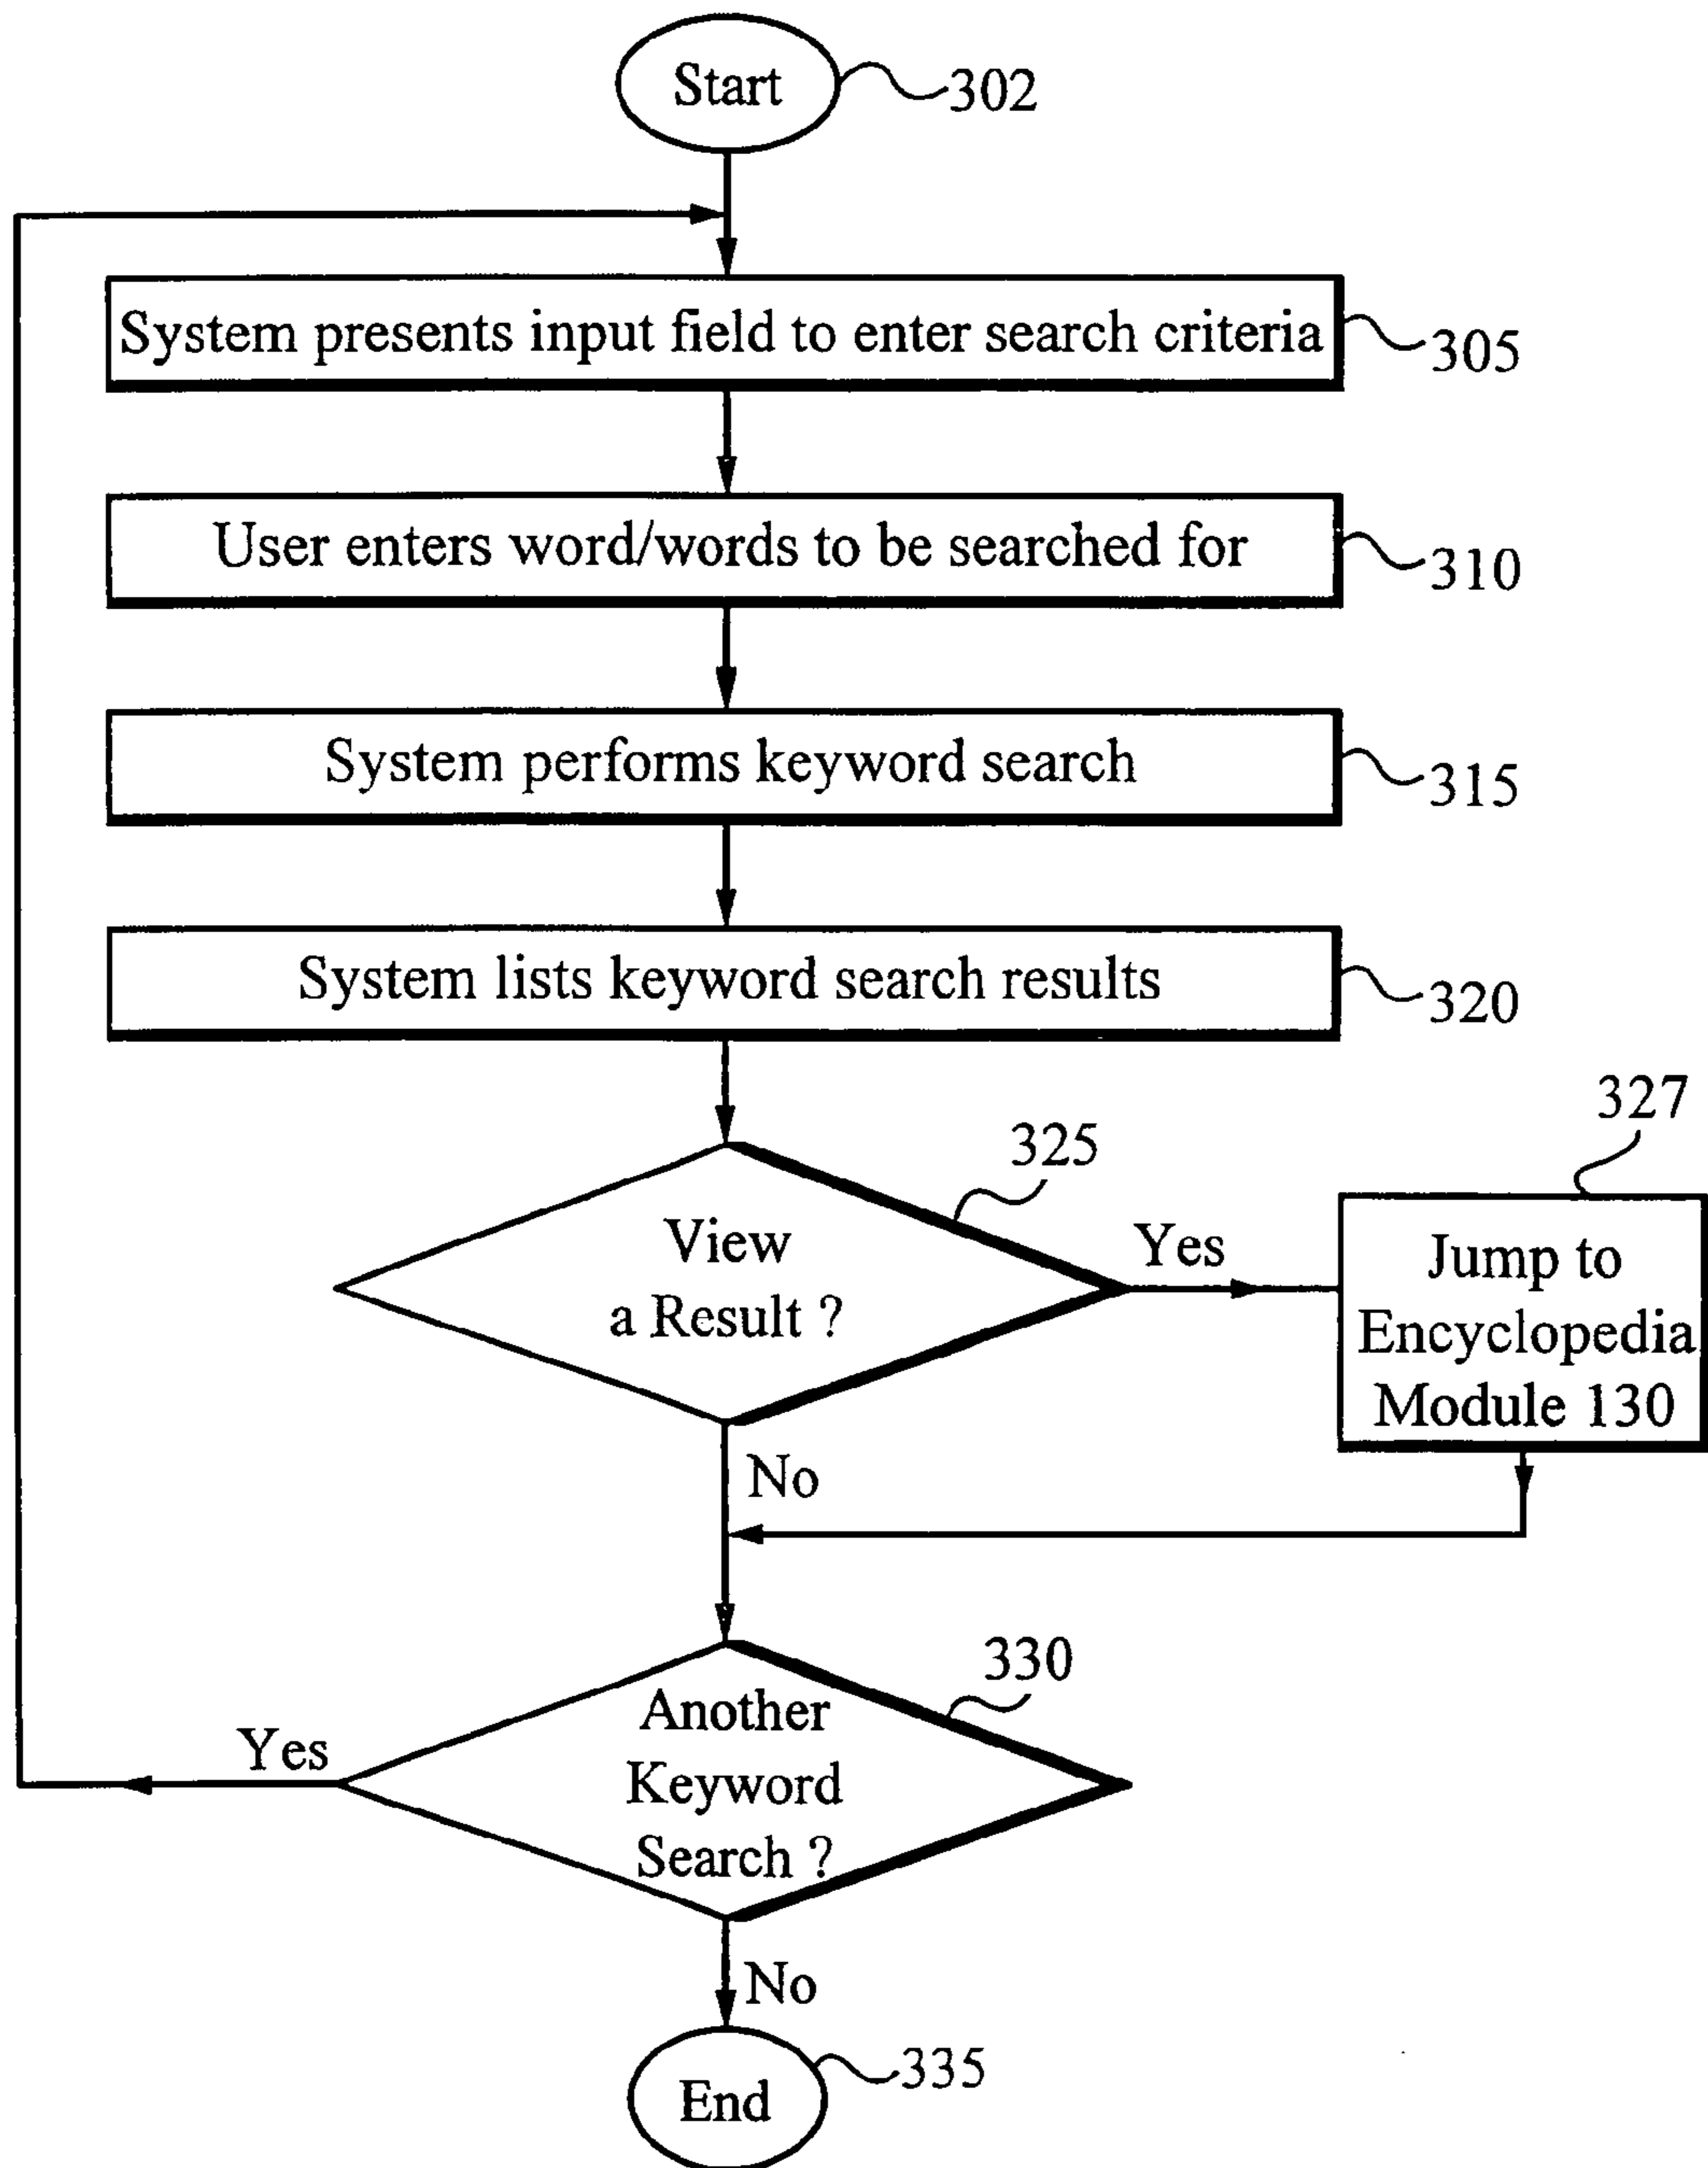 Start
302
System presents input field to enter search criteria
305
User enters word/words to be searched for
310
System performs keyword search
315
System lists keyword search results
320
327
325
View
a Result ?
Yes
Jump to
Encyclopedia
Module 130
No
330
Another
Keyword
Search ?
Yes
No
End
335